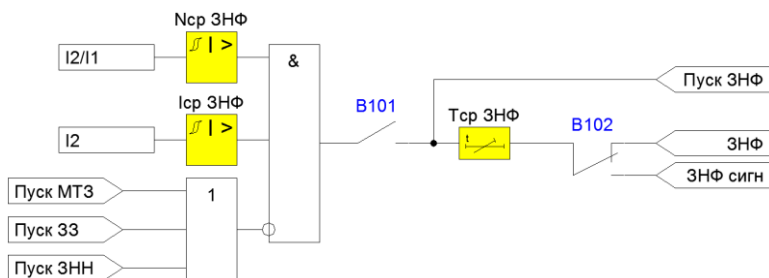 Nср ЗНФ
I2/I1
I >
&
Пуск ЗНФ
B101
Iср ЗНФ
Tср ЗНФ
B102
I2
I >
t
ЗНФ
ЗНФ сигн
Пуск МТЗ
1
Пуск ЗЗ
Пуск ЗНН